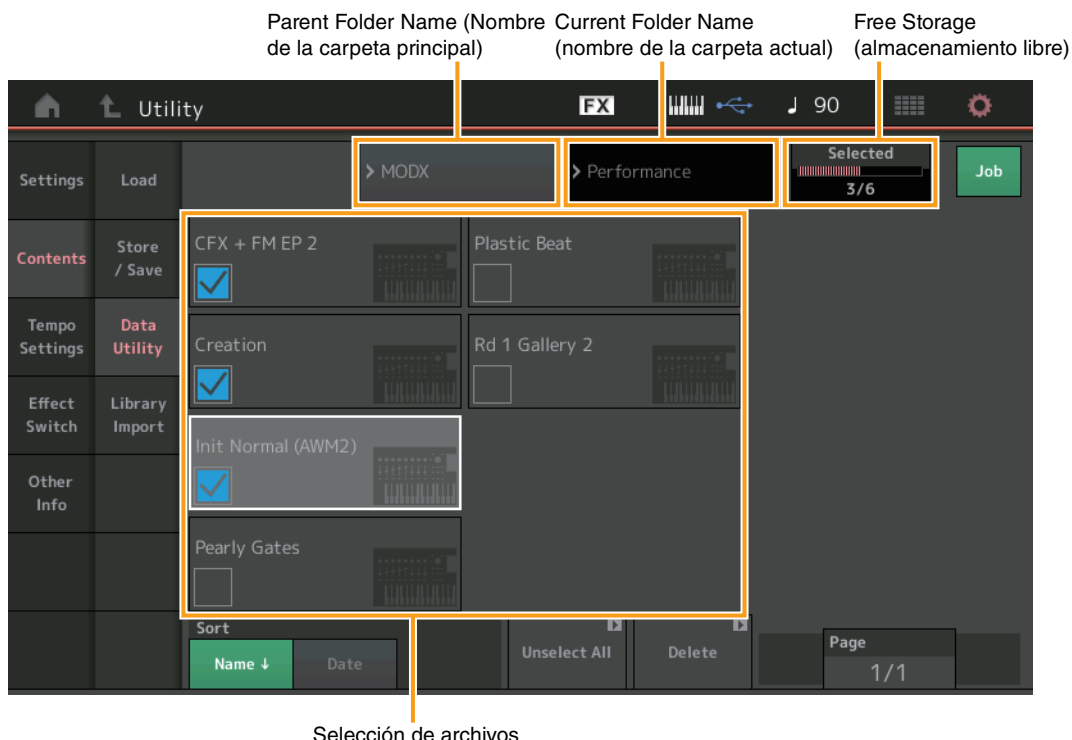 Parent Folder Name (Nombre de la carpeta principal)
Current Folder Name (nombre de la carpeta actual)
Free Storage (almacenamiento libre)
Utility
FX
90
Settings
Load
> MODX
> Performance
Selected
3/6
Job
Contents
Store / Save
CFX + FM EP 2
Plastic Beat
Tempo Settings
Data Utility
Creation
Rd 1 Gallery 2
Effect Switch
Library Import
Init Normal (AWM2)
Other Info
Pearly Gates
Sort
Name ↓
Date
Unselect All
Delete
Page
1/1
Selección de archivos